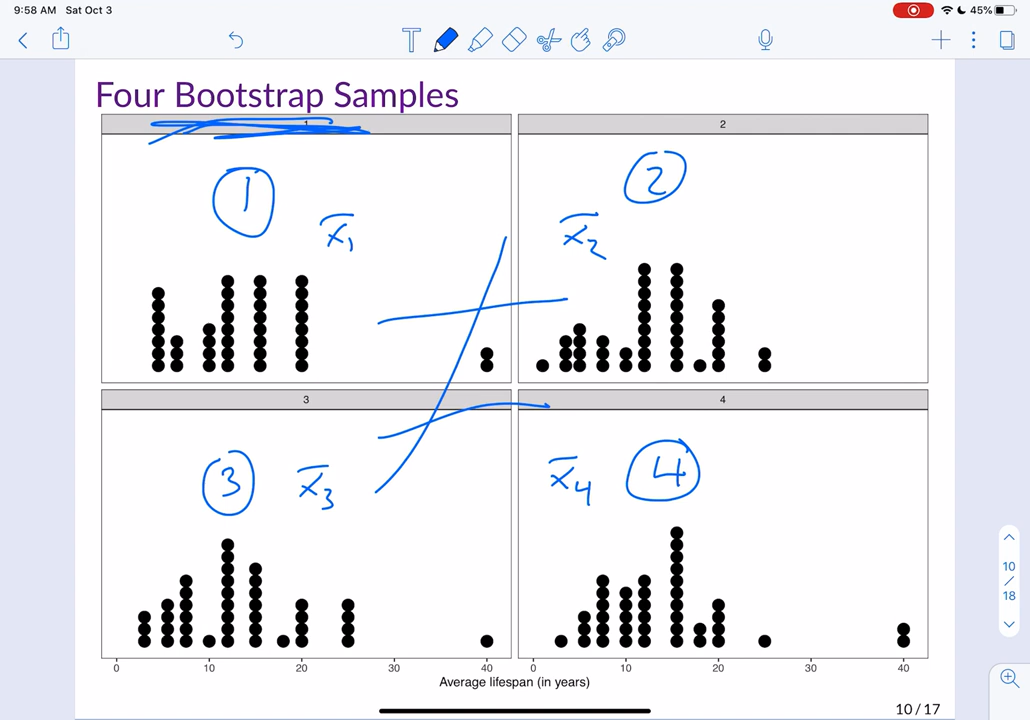 9:58 AM Sat Oct 3
45%
T
Four Bootstrap Samples
1
2
1
2
x̄₁
x̄₂
3
4
3
x̄₃
x̄₄
4
0 10 20 30 40
0 10 20 30 40
Average lifespan (in years)
10
/
18
10 / 17